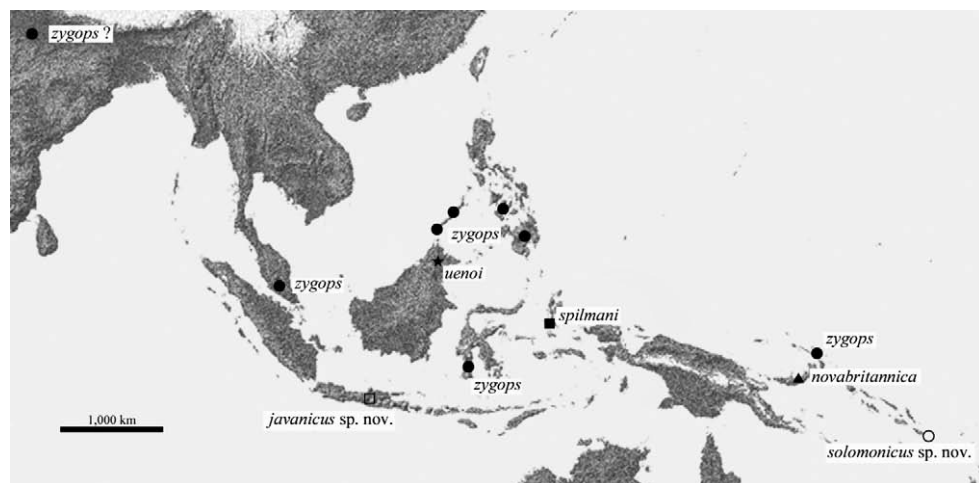 zygops ?
zygops
uenoi
zygops
spilmani
zygops
zygops
novabritannica
1,000 km
javanicus sp. nov.
solomonicus sp. nov.